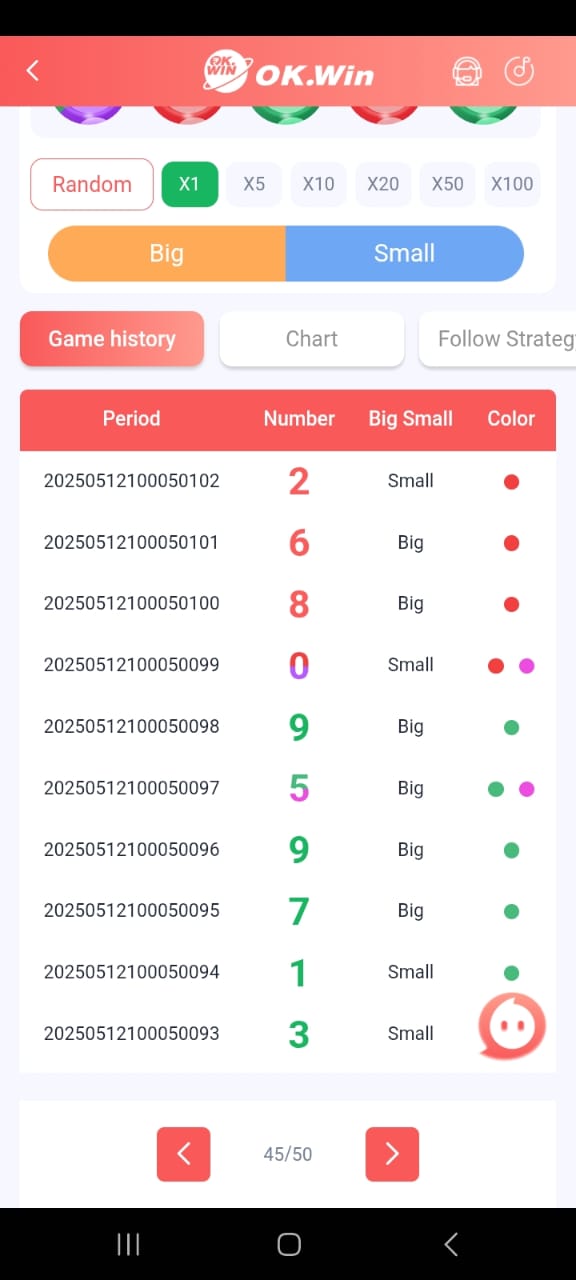 OK.
WIN
OK.Win
Random X1 X5 X10 X20 X50 X100
Big Small
Game history Chart Follow Strateg
Period Number Big Small Color
20250512100050102 2 Small
20250512100050101 6 Big
20250512100050100 8 Big
20250512100050099 0 Small
20250512100050098 9 Big
20250512100050097 5 Big
20250512100050096 9 Big
20250512100050095 7 Big
20250512100050094 1 Small
20250512100050093 3 Small
45/50